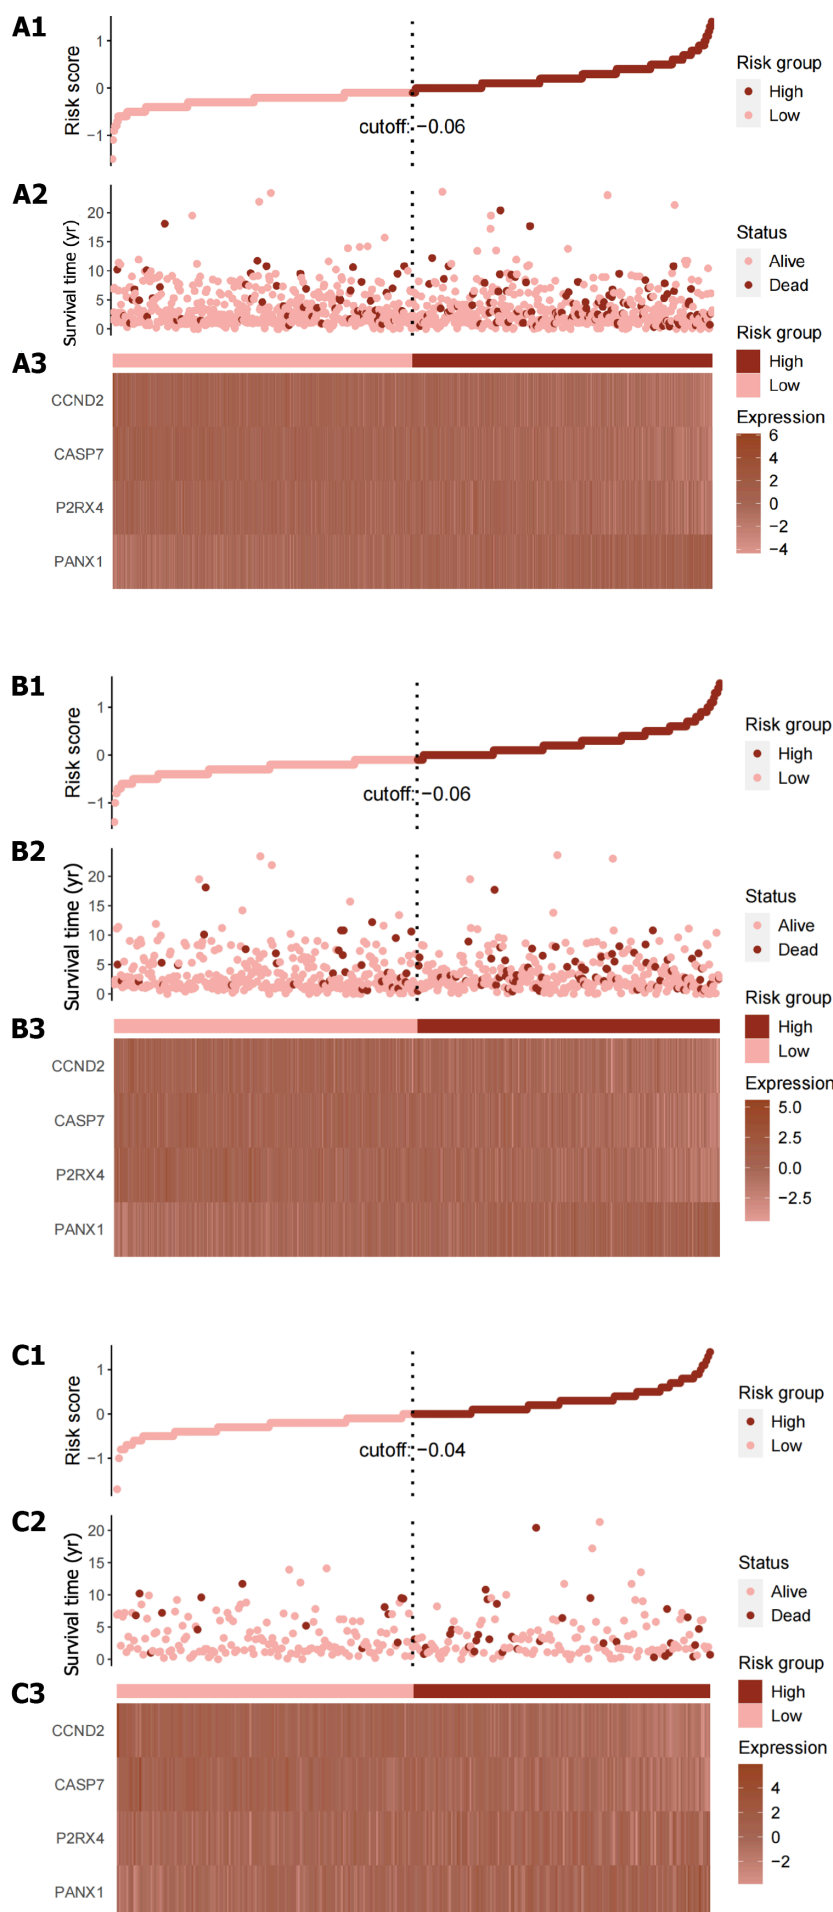 A1
Risk score
1
0
−1
cutoff: −0.06
Risk group
High
Low
A2
Survival time (yr)
20
15
10
5
0
Status
Alive
Dead
A3
CCND2
CASP7
P2RX4
PANX1
Risk group
High
Low
Expression
6
4
2
0
−2
−4
B1
Risk score
1
0
−1
cutoff: −0.06
Risk group
High
Low
B2
Survival time (yr)
20
15
10
5
0
Status
Alive
Dead
B3
CCND2
CASP7
P2RX4
PANX1
Risk group
High
Low
Expression
5.0
2.5
0.0
−2.5
C1
Risk score
1
0
−1
cutoff: −0.04
Risk group
High
Low
C2
Survival time (yr)
20
15
10
5
0
Status
Alive
Dead
C3
CCND2
CASP7
P2RX4
PANX1
Risk group
High
Low
Expression
4
2
0
−2